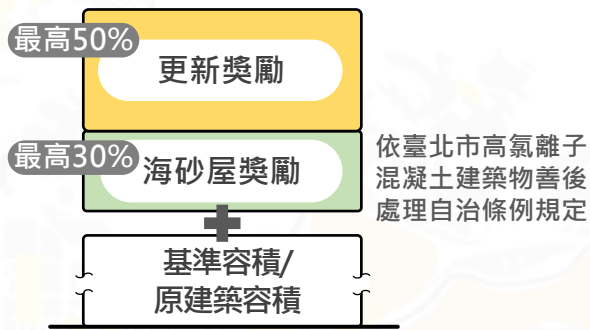 最高50%
更新獎勵
最高30%
海砂屋獎勵
依臺北市高氯離子
混凝土建築物善後
處理自治條例規定
+
基準容積/
原建築容積